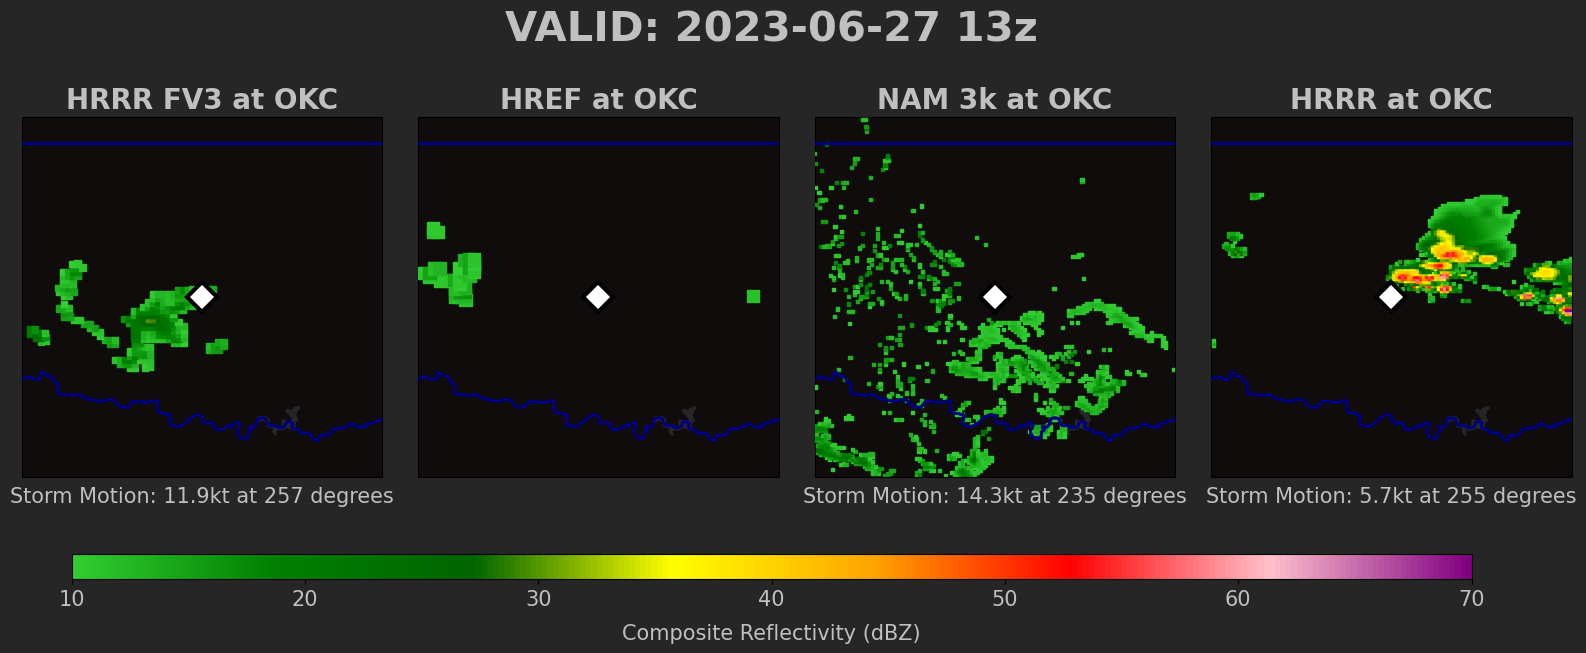 VALID: 2023-06-27 13z
HRRR FV3 at OKC
HREF at OKC
NAM 3k at OKC
HRRR at OKC
Storm Motion: 11.9kt at 257 degrees
Storm Motion: 14.3kt at 235 degrees
Storm Motion: 5.7kt at 255 degrees
10 20 30 40 50 60 70
Composite Reflectivity (dBZ)